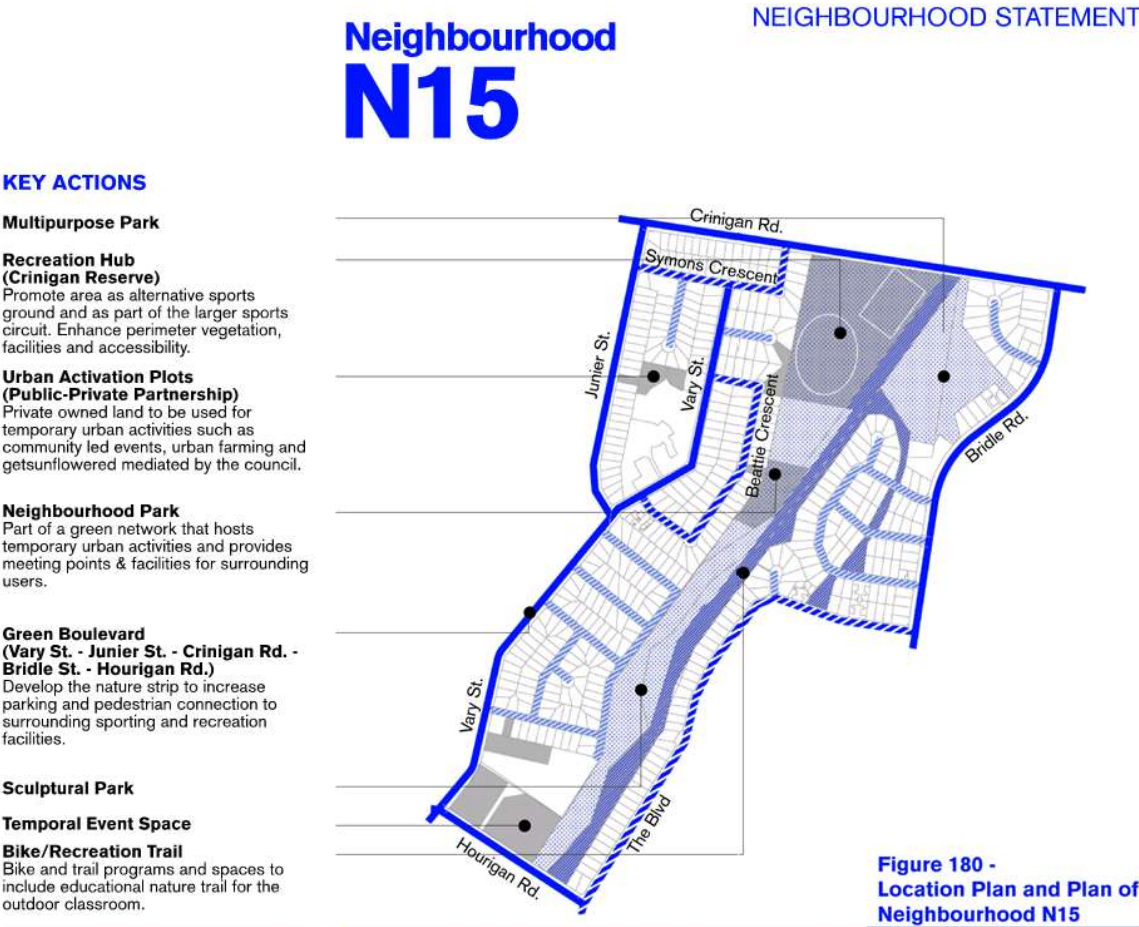 NEIGHBOURHOOD STATEMENT
Neighbourhood
N15
KEY ACTIONS
Multipurpose Park
Recreation Hub
(Crinigan Reserve)
Promote area as alternative sports
ground and as part of the larger sports
circuit. Enhance perimeter vegetation,
facilities and accessibility.
Urban Activation Plots
(Public-Private Partnership)
Private owned land to be used for
temporary urban activities such as
community led events, urban farming and
getsunflowered mediated by the council.
Neighbourhood Park
Part of a green network that hosts
temporary urban activities and provides
meeting points & facilities for surrounding
users.
Green Boulevard
(Vary St. - Junier St. - Crinigan Rd. -
Bridle St. - Hourigan Rd.)
Develop the nature strip to increase
parking and pedestrian connection to
surrounding sporting and recreation
facilities.
Sculptural Park
Temporal Event Space
Bike/Recreation Trail
Bike and trail programs and spaces to
include educational nature trail for the
outdoor classroom.
Crinigan Rd.
Symons Crescent
Junier St.
Vary St.
Beattie Crescent
Bridle Rd.
Vary St.
The Blvd
Hourigan Rd.
Figure 180 -
Location Plan and Plan of
Neighbourhood N15